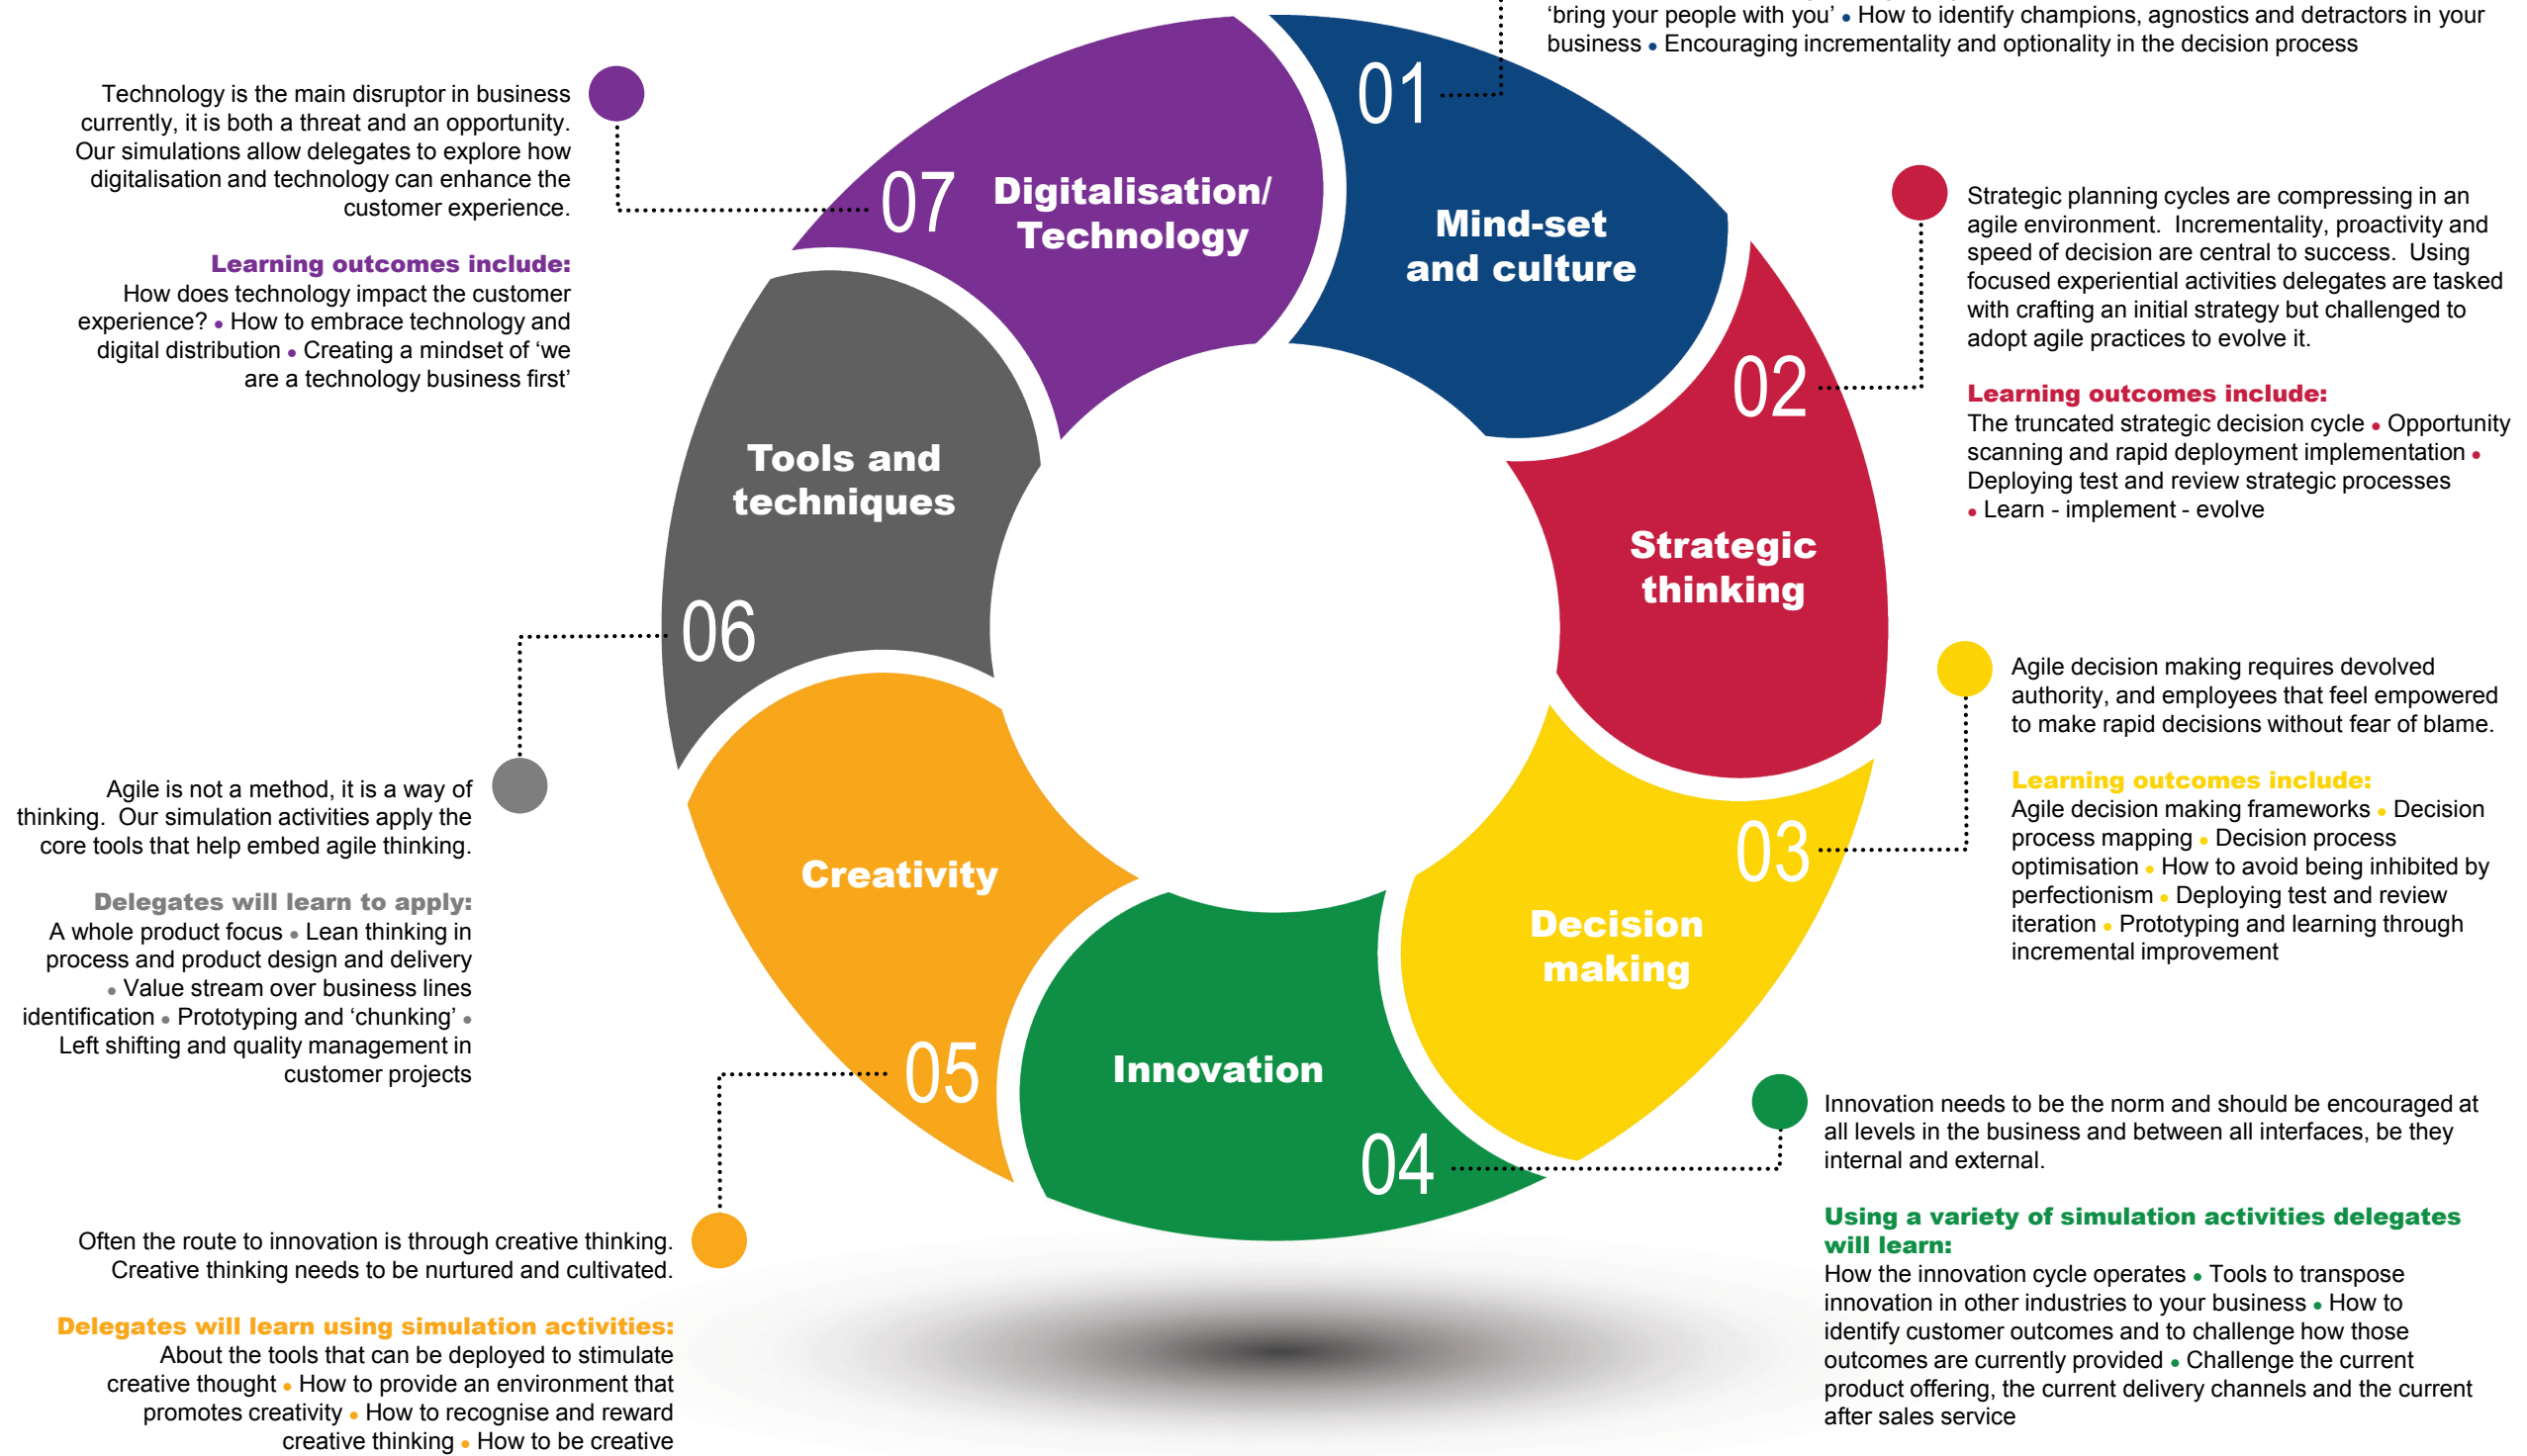 ‘bring your people with you’ • How to identify champions, agnostics and detractors in your
business • Encouraging incrementality and optionality in the decision process
01
Mind-set
and culture
Strategic planning cycles are compressing in an
agile environment.  Incrementality, proactivity and
speed of decision are central to success.  Using
focused experiential activities delegates are tasked
with crafting an initial strategy but challenged to
adopt agile practices to evolve it.
Learning outcomes include:
The truncated strategic decision cycle • Opportunity
scanning and rapid deployment implementation •
Deploying test and review strategic processes
• Learn - implement - evolve
02
Strategic
thinking
Agile decision making requires devolved
authority, and employees that feel empowered
to make rapid decisions without fear of blame.
Learning outcomes include:
Agile decision making frameworks • Decision
process mapping • Decision process
optimisation • How to avoid being inhibited by
perfectionism • Deploying test and review
iteration • Prototyping and learning through
incremental improvement
03
Decision
making
Innovation needs to be the norm and should be encouraged at
all levels in the business and between all interfaces, be they
internal and external.
Using a variety of simulation activities delegates
will learn:
How the innovation cycle operates • Tools to transpose
innovation in other industries to your business • How to
identify customer outcomes and to challenge how those
outcomes are currently provided • Challenge the current
product offering, the current delivery channels and the current
after sales service
04
Innovation
Often the route to innovation is through creative thinking.
Creative thinking needs to be nurtured and cultivated.
Delegates will learn using simulation activities:
About the tools that can be deployed to stimulate
creative thought • How to provide an environment that
promotes creativity • How to recognise and reward
creative thinking • How to be creative
05
Creativity
Agile is not a method, it is a way of
thinking.  Our simulation activities apply the
core tools that help embed agile thinking.
Delegates will learn to apply:
A whole product focus • Lean thinking in
process and product design and delivery
• Value stream over business lines
identification • Prototyping and ‘chunking’ •
Left shifting and quality management in
customer projects
06
Tools and
techniques
Technology is the main disruptor in business
currently, it is both a threat and an opportunity.
Our simulations allow delegates to explore how
digitalisation and technology can enhance the
customer experience.
Learning outcomes include:
How does technology impact the customer
experience? • How to embrace technology and
digital distribution • Creating a mindset of ‘we
are a technology business first’
07
Digitalisation/
Technology